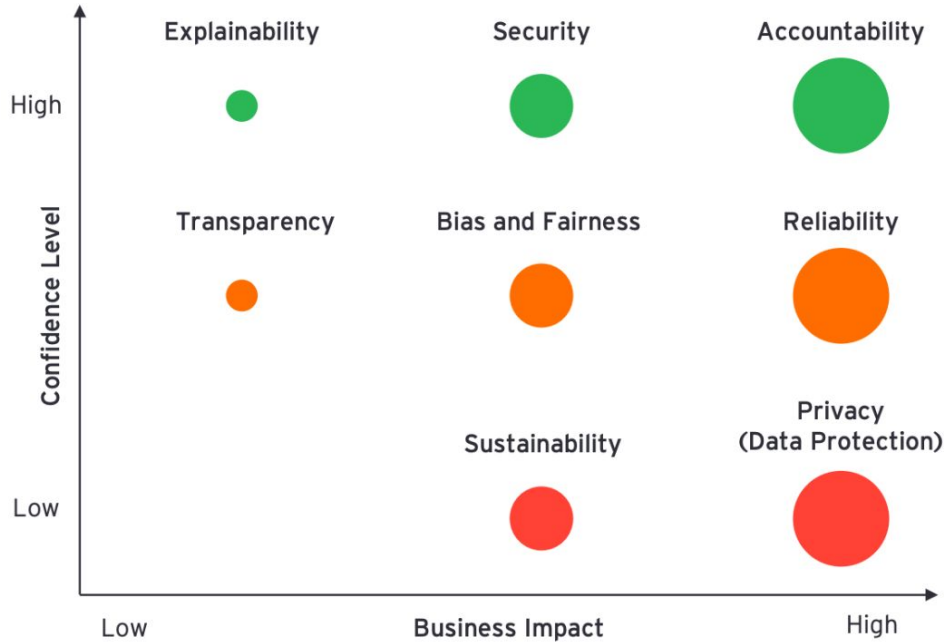 Explainability
Security
Accountability
High
Transparency
Bias and Fairness
Reliability
Confidence Level
Privacy
(Data Protection)
Sustainability
Low
Low
Business Impact
High